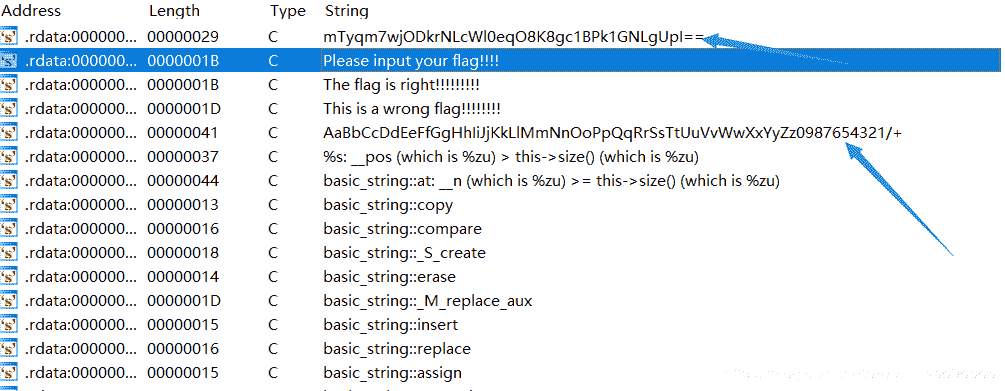 Address Length Type String
.rdata:000000... 00000029 C mTyqm7wjODkrNLcWl0eqO8K8gc1BPk1GNLgUpI==
.rdata:000000... 0000001B C Please input your flag!!!!
.rdata:000000... 0000001B C The flag is right!!!!!!!!!
.rdata:000000... 0000001D C This is a wrong flag!!!!!!!!
.rdata:000000... 00000041 C AaBbCcDdEeFfGgHhIiJjKkLlMmNnOoPpQqRrSsTtUuVvWwXxYyZz0987654321/+
.rdata:000000... 00000037 C %s: __pos (which is %zu) > this->size() (which is %zu)
.rdata:000000... 00000044 C basic_string::at: __n (which is %zu) >= this->size() (which is %zu)
.rdata:000000... 00000013 C basic_string::copy
.rdata:000000... 00000016 C basic_string::compare
.rdata:000000... 00000018 C basic_string::_S_create
.rdata:000000... 00000014 C basic_string::erase
.rdata:000000... 0000001D C basic_string::_M_replace_aux
.rdata:000000... 00000015 C basic_string::insert
.rdata:000000... 00000016 C basic_string::replace
.rdata:000000... 00000015 C basic_string::assign